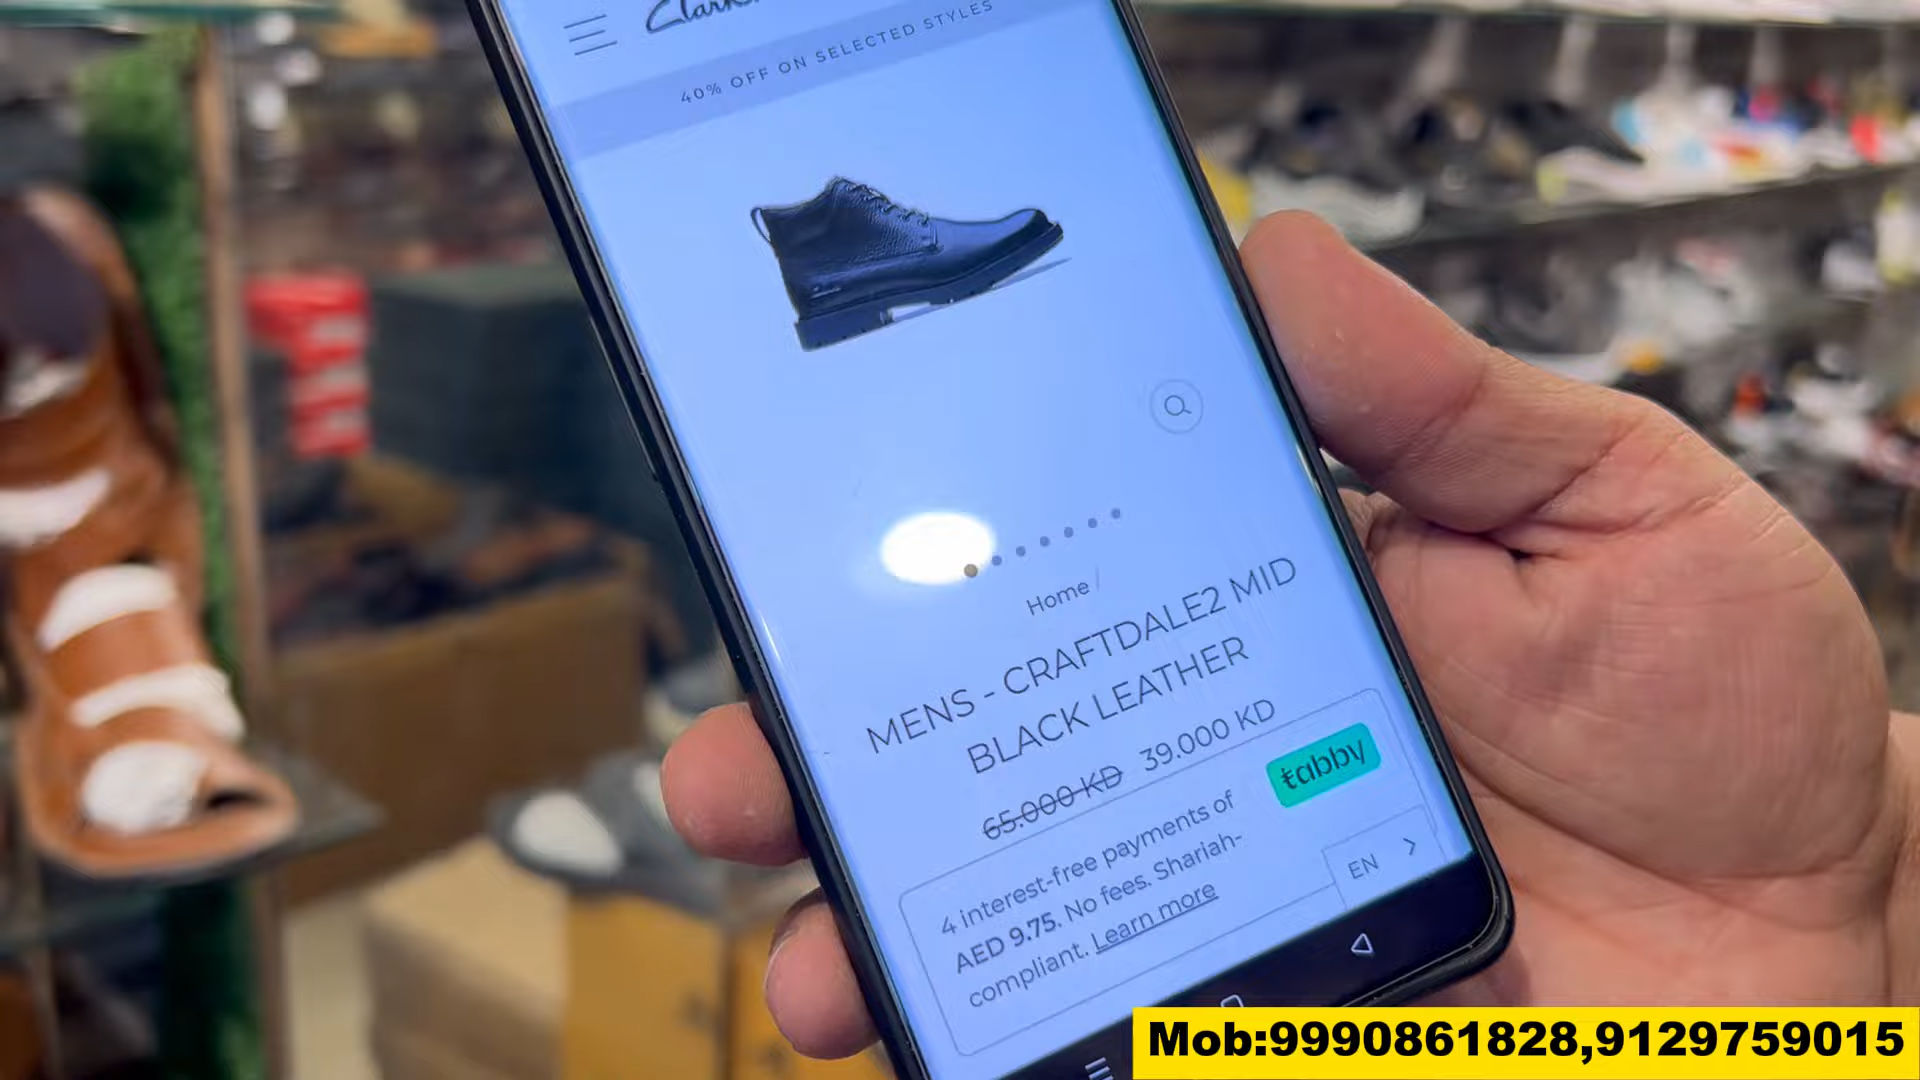 Clarks
40% OFF ON SELECTED STYLES
Home /
MENS - CRAFTDALE2 MID
BLACK LEATHER
65.000 KD 39.000 KD
tabby
4 interest-free payments of
AED 9.75. No fees. Shariah-
compliant. Learn more
EN >
Mob:9990861828,9129759015